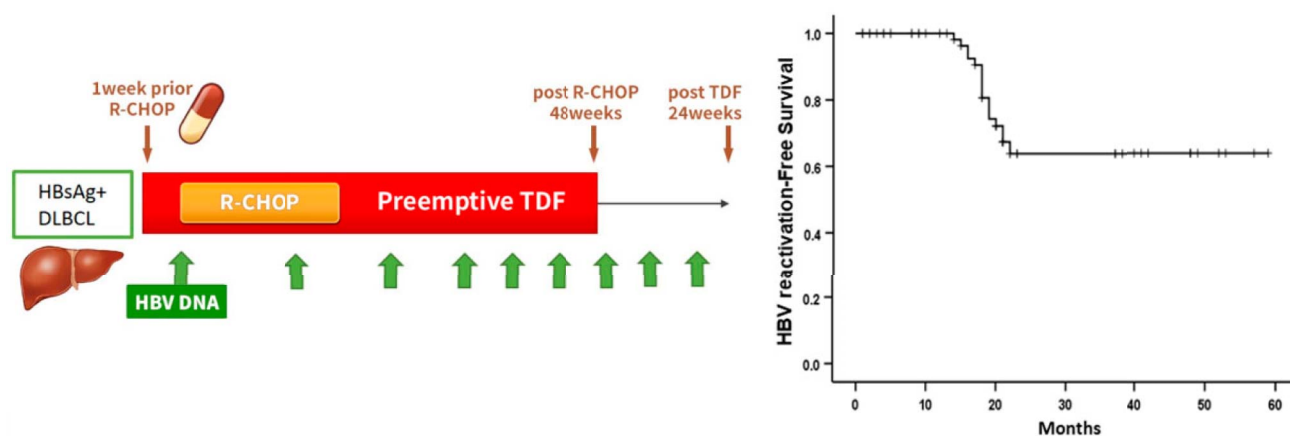 1week prior
R-CHOP
post R-CHOP
48weeks
post TDF
24weeks
HBsAg+
DLBCL
R-CHOP
Preemptive TDF
HBV DNA
HBV reactivation-Free Survival
1.0
0.8
0.6
0.4
0.2
0.0
0 10 20 30 40 50 60
Months